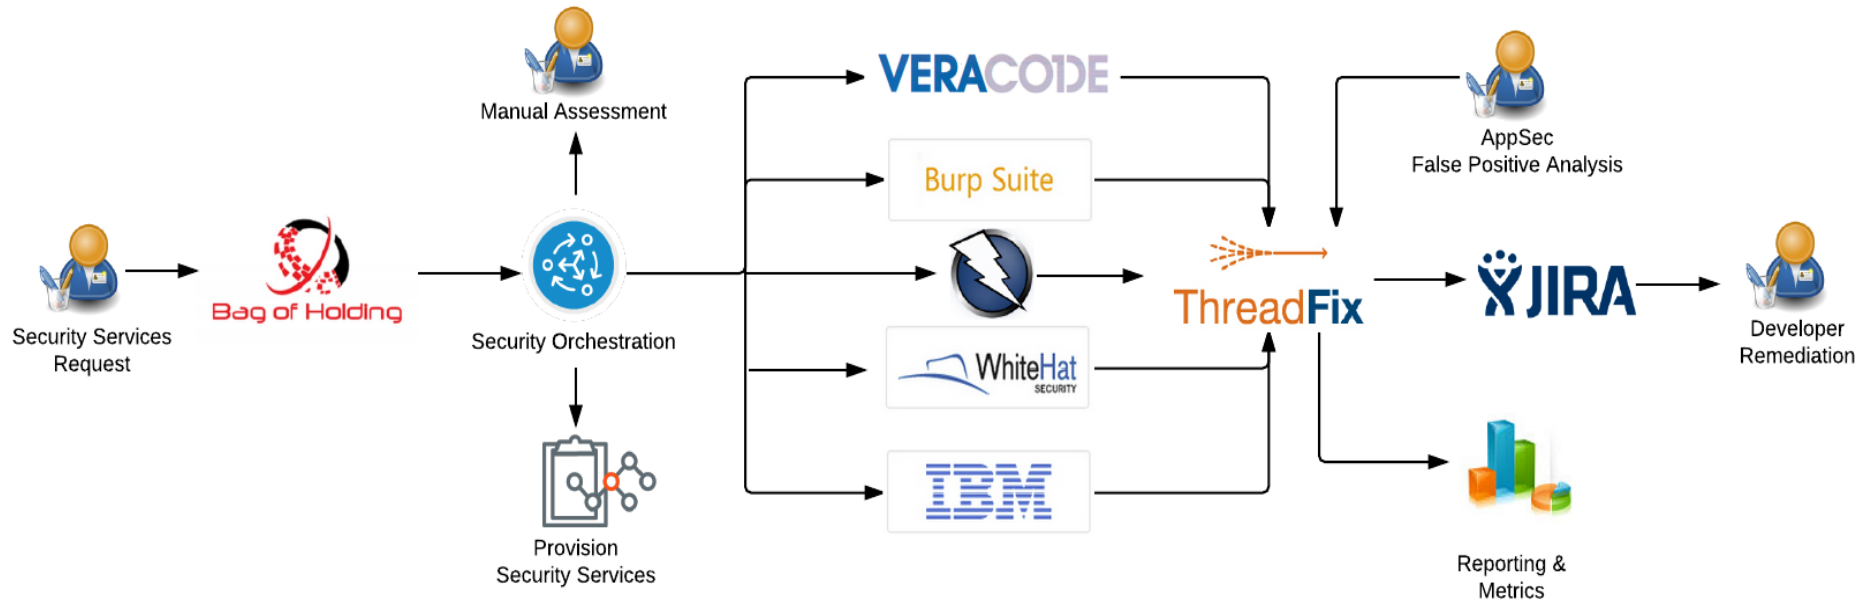 Manual Assessment
Security Services
Request
Bag of Holding
Security Orchestration
Provision
Security Services
VERACODE
Burp Suite
WhiteHat
SECURITY
IBM
ThreadFix
AppSec
False Positive Analysis
JIRA
Developer
Remediation
Reporting &
Metrics